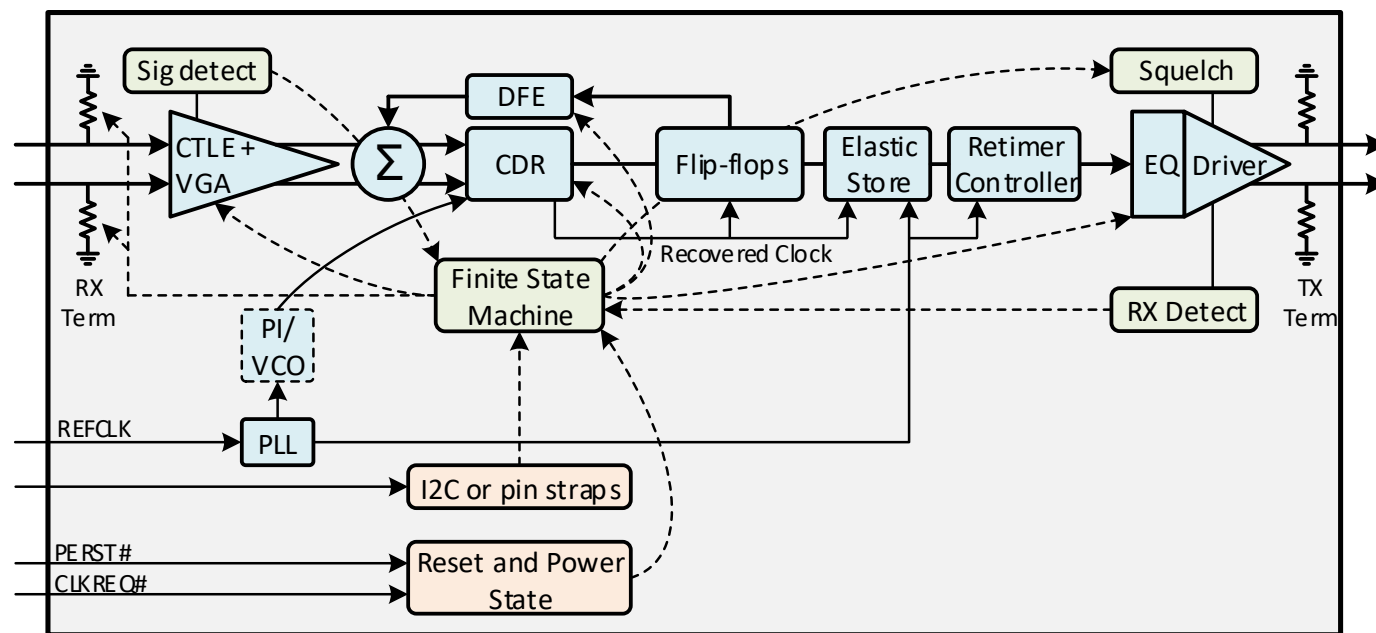 Sig detect
Squelch
DFE
CTLE +
VGA
Σ
CDR
Flip-flops
Elastic
Store
Retimer
Controller
EQ
Driver
Recovered Clock
RX
Term
Finite State
Machine
RX Detect
TX
Term
PI/
VCO
REFCLK
PLL
I2C or pin straps
PERST#
CLKREQ#
Reset and Power
State